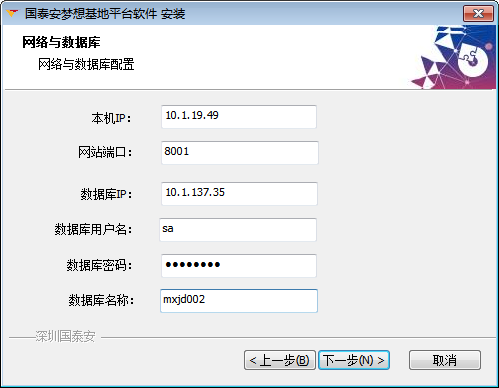 国泰安梦想基地平台软件 安装
网络与数据库
网络与数据库配置
本机IP： 10.1.19.49
网站端口： 8001
数据库IP： 10.1.137.35
数据库用户名： sa
数据库密码： ●●●●●●●●
数据库名称： mxjd002
深圳国泰安
< 上一步(B) 下一步(N) > 取消